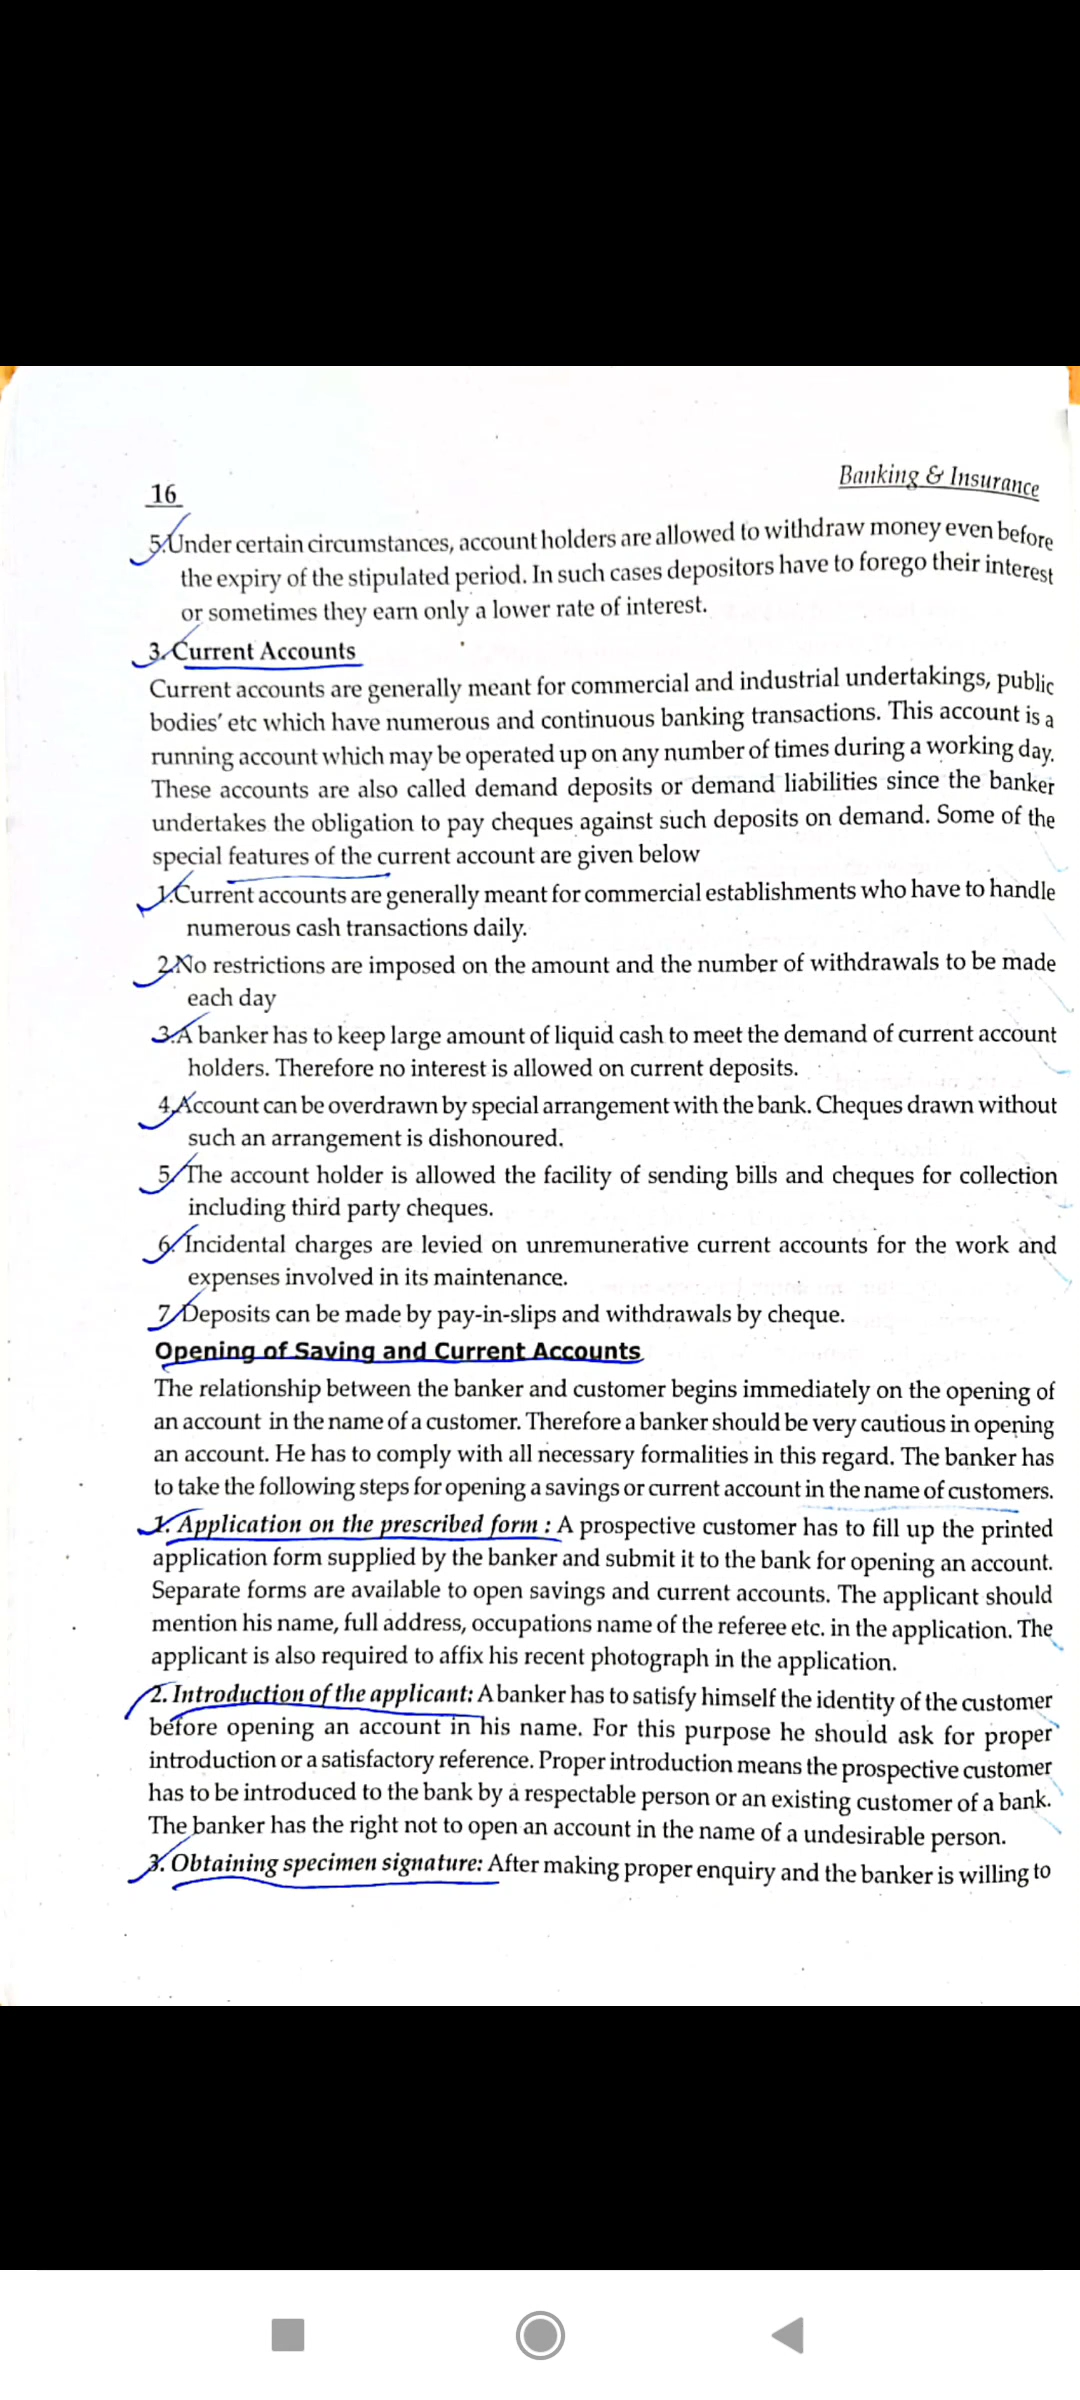 16
Banking & Insurance
5. Under certain circumstances, account holders are allowed to withdraw money even before
the expiry of the stipulated period. In such cases depositors have to forego their interest
or sometimes they earn only a lower rate of interest.
3. Current Accounts
Current accounts are generally meant for commercial and industrial undertakings, public
bodies' etc which have numerous and continuous banking transactions. This account is a
running account which may be operated up on any number of times during a working day.
These accounts are also called demand deposits or demand liabilities since the banker
undertakes the obligation to pay cheques against such deposits on demand. Some of the
special features of the current account are given below
1. Current accounts are generally meant for commercial establishments who have to handle
numerous cash transactions daily.
2. No restrictions are imposed on the amount and the number of withdrawals to be made
each day
3. A banker has to keep large amount of liquid cash to meet the demand of current account
holders. Therefore no interest is allowed on current deposits.
4. Account can be overdrawn by special arrangement with the bank. Cheques drawn without
such an arrangement is dishonoured.
5. The account holder is allowed the facility of sending bills and cheques for collection
including third party cheques.
6. Incidental charges are levied on unremunerative current accounts for the work and
expenses involved in its maintenance.
7. Deposits can be made by pay-in-slips and withdrawals by cheque.
Opening of Saving and Current Accounts
The relationship between the banker and customer begins immediately on the opening of
an account in the name of a customer. Therefore a banker should be very cautious in opening
an account. He has to comply with all necessary formalities in this regard. The banker has
to take the following steps for opening a savings or current account in the name of customers.
1. Application on the prescribed form : A prospective customer has to fill up the printed
application form supplied by the banker and submit it to the bank for opening an account.
Separate forms are available to open savings and current accounts. The applicant should
mention his name, full address, occupations name of the referee etc. in the application. The
applicant is also required to affix his recent photograph in the application.
2. Introduction of the applicant: A banker has to satisfy himself the identity of the customer
before opening an account in his name. For this purpose he should ask for proper
introduction or a satisfactory reference. Proper introduction means the prospective customer
has to be introduced to the bank by a respectable person or an existing customer of a bank.
The banker has the right not to open an account in the name of a undesirable person.
3. Obtaining specimen signature: After making proper enquiry and the banker is willing to